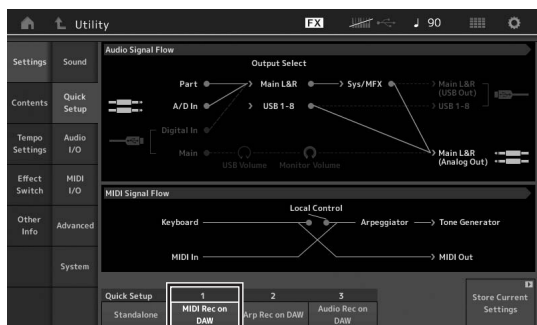 Utility
FX
♩ 90
Settings
Sound
Contents
Quick
Setup
Tempo
Settings
Audio
I/O
Effect
Switch
MIDI
I/O
Other
Info
Advanced
System
Audio Signal Flow
Output Select
Part
Main L&R
Sys/MFX
Main L&R
(USB Out)
A/D In
USB 1-8
USB 1-8
Digital In
Main
USB Volume
Monitor Volume
Main L&R
(Analog Out)
MIDI Signal Flow
Local Control
Keyboard
Arpeggiator
Tone Generator
MIDI In
MIDI Out
Quick Setup
1
2
3
Standalone
MIDI Rec on
DAW
Arp Rec on DAW
Audio Rec on
DAW
Store Current
Settings